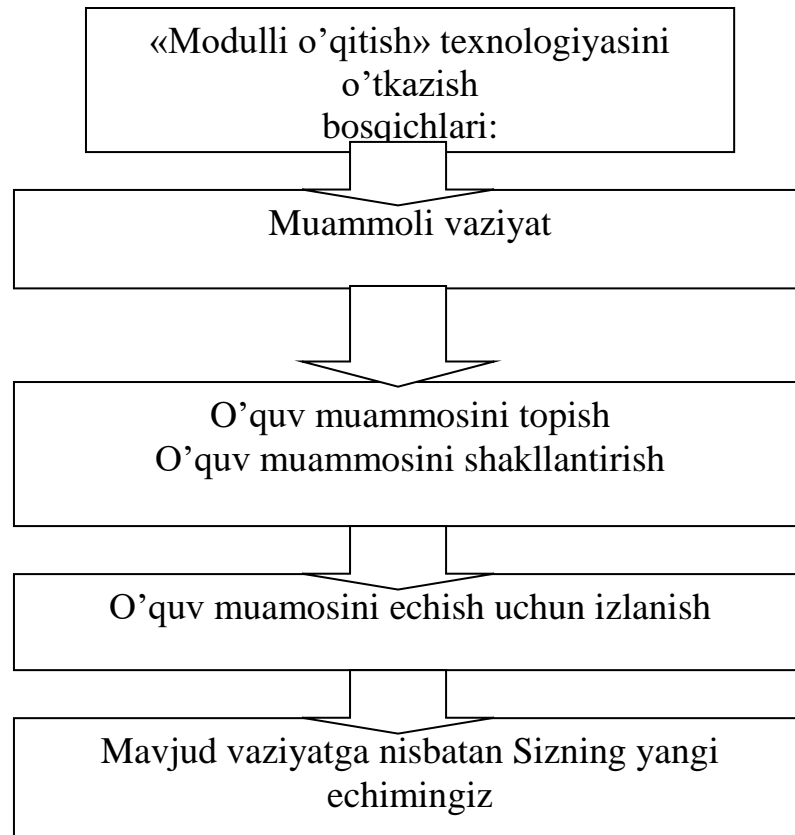 «Modulli o’qitish» texnologiyasini
o’tkazish
bosqichlari:
Muammoli vaziyat
O’quv muammosini topish
O’quv muammosini shakllantirish
O’quv muamosini echish uchun izlanish
Mavjud vaziyatga nisbatan Sizning yangi
echimingiz